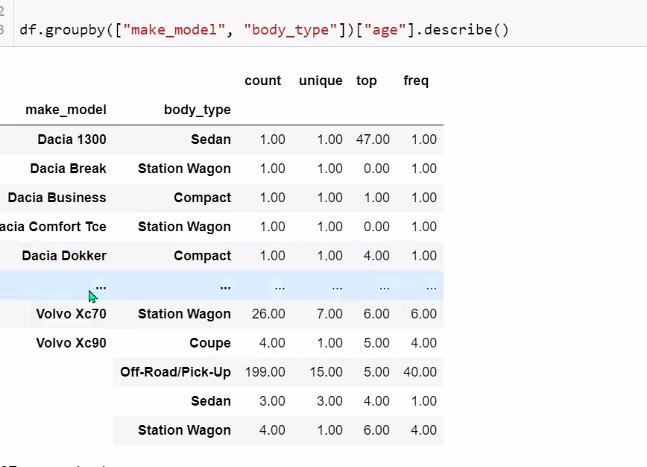 df.groupby(["make_model", "body_type"])["age"].describe()
count unique top freq
make_model body_type
Dacia 1300 Sedan 1.00 1.00 47.00 1.00
Dacia Break Station Wagon 1.00 1.00 0.00 1.00
Dacia Business Compact 1.00 1.00 1.00 1.00
acia Comfort Tce Station Wagon 1.00 1.00 0.00 1.00
Dacia Dokker Compact 1.00 1.00 4.00 1.00
... ... ... ... ... ...
Volvo Xc70 Station Wagon 26.00 7.00 6.00 6.00
Volvo Xc90 Coupe 4.00 1.00 5.00 4.00
Off-Road/Pick-Up 199.00 15.00 5.00 40.00
Sedan 3.00 3.00 4.00 1.00
Station Wagon 4.00 1.00 6.00 4.00